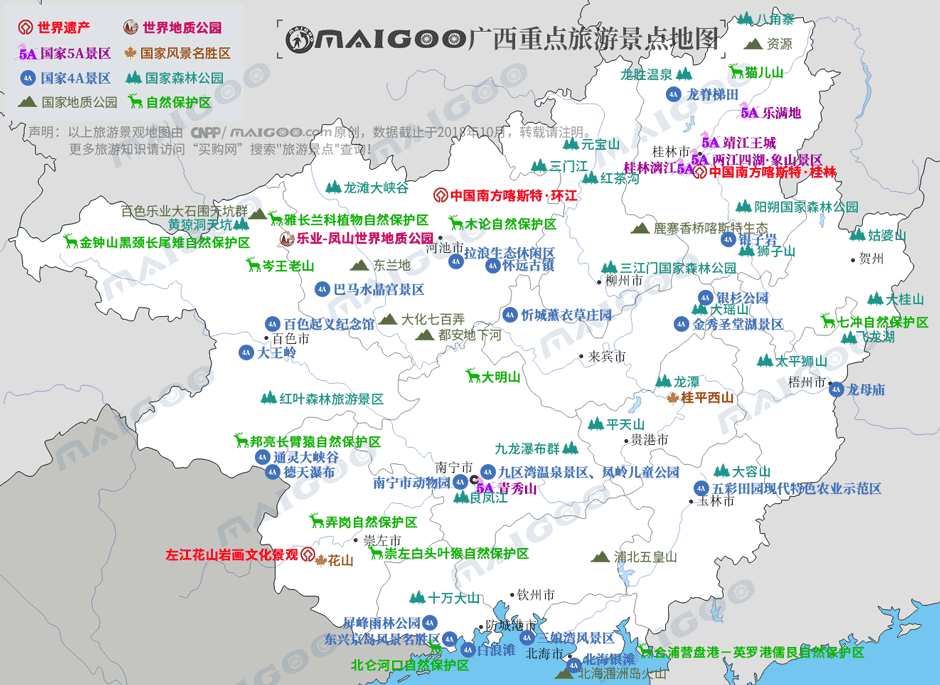 世界遗产
世界地质公园
5A 国家5A景区
国家风景名胜区
4A 国家4A景区
国家森林公园
国家地质公园
自然保护区
MAIGOO广西重点旅游景点地图
声明：以上旅游景观地图由 CNPP / MAIGOO.com原创，数据截止于2018年10月，转载请注明。
更多旅游知识请访问“买购网”搜索"旅游景点"查询!
八角寨
资源
龙胜温泉
猫儿山
4A 龙脊梯田
5A 乐满地
元宝山
5A 靖江王城
桂林市
5A 两江四湖·象山景区
三门江
桂林漓江5A
中国南方喀斯特·桂林
红茶沟
龙滩大峡谷
中国南方喀斯特·环江
阳朔国家森林公园
百色乐业大石围天坑群
雅长兰科植物自然保护区
黄猄洞天坑
木论自然保护区
鹿寨香桥喀斯特生态
姑婆山
金钟山黑颈长尾雉自然保护区
乐业-凤山世界地质公园
4A 银子岩
河池市
拉浪生态休闲区
4A
狮子山
贺州
岑王老山
东兰地
4A 怀远古镇
三江门国家森林公园
柳州市
4A 巴马水晶宫景区
4A 银杉公园
大桂山
大瑶山
4A 忻城薰衣草庄园
4A 百色起义纪念馆
大化七百弄
4A 金秀圣堂湖景区
七冲自然保护区
百色市
都安地下河
飞龙湖
4A 大王岭
来宾市
太平狮山
大明山
龙潭
梧州市
4A 龙母庙
红叶森林旅游景区
桂平西山
平天山
邦亮长臂猿自然保护区
贵港市
九龙瀑布群
4A 通灵大峡谷
4A 德天瀑布
南宁市
4A 九区湾温泉景区、凤岭儿童公园
大容山
南宁市动物园 4A
5A 青秀山
4A 五彩田园现代特色农业示范区
良凤江
玉林市
弄岗自然保护区
崇左市
左江花山岩画文化景观
花山
崇左白头叶猴自然保护区
浦北五皇山
十万大山
钦州市
屏峰雨林公园 4A
防城港市
东兴京岛风景名胜区 4A
4A 三娘湾风景区
4A 白浪滩
北海市
合浦营盘港－英罗港儒艮自然保护区
北仑河口自然保护区
4A 北海银滩
北海涠洲岛火山